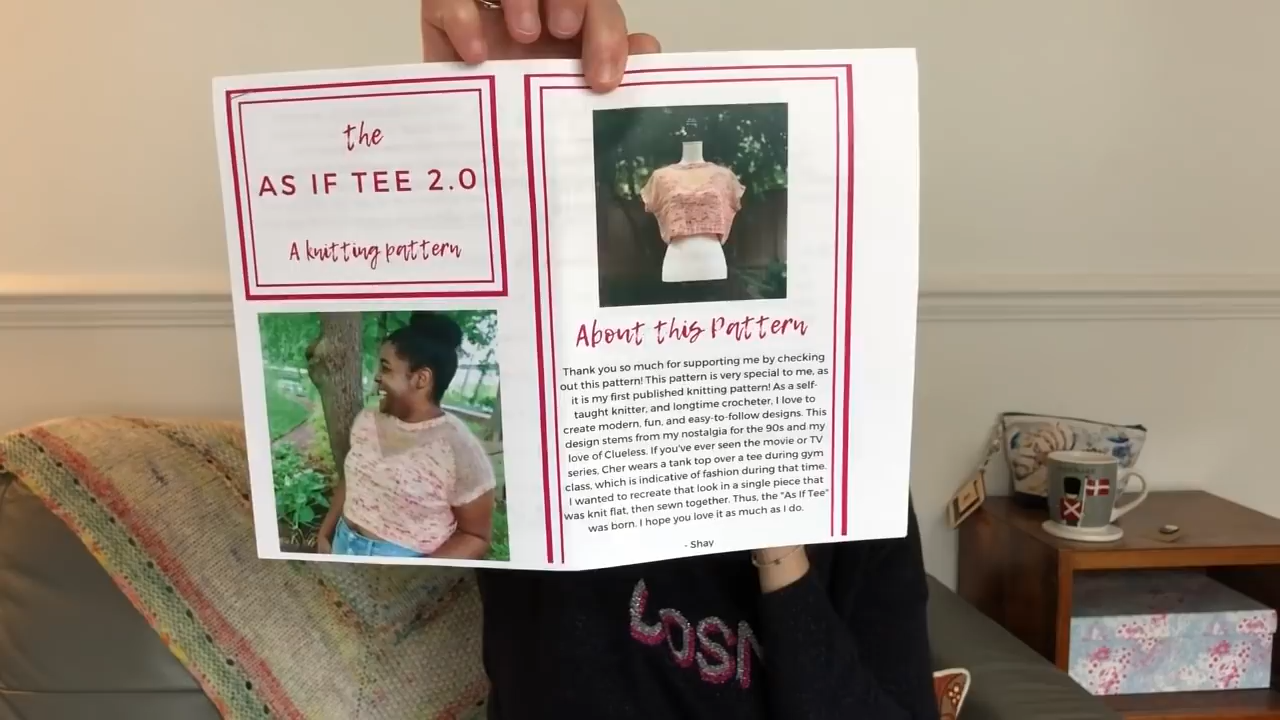 the
AS IF TEE 2.0
A knitting pattern
About this Pattern
Thank you so much for supporting me by checking
out this pattern! This pattern is very special to me, as
it is my first published knitting pattern! As a self-
taught knitter, and longtime crocheter, I love to
create modern, fun, and easy-to-follow designs. This
design stems from my nostalgia for the 90s and my
love of Clueless. If you've ever seen the movie or TV
series, Cher wears a tank top over a tee during gym
class, which is indicative of fashion during that time.
I wanted to recreate that look in a single piece that
was knit flat, then sewn together. Thus, the "As If Tee"
was born. I hope you love it as much as I do.
- Shay
COSM